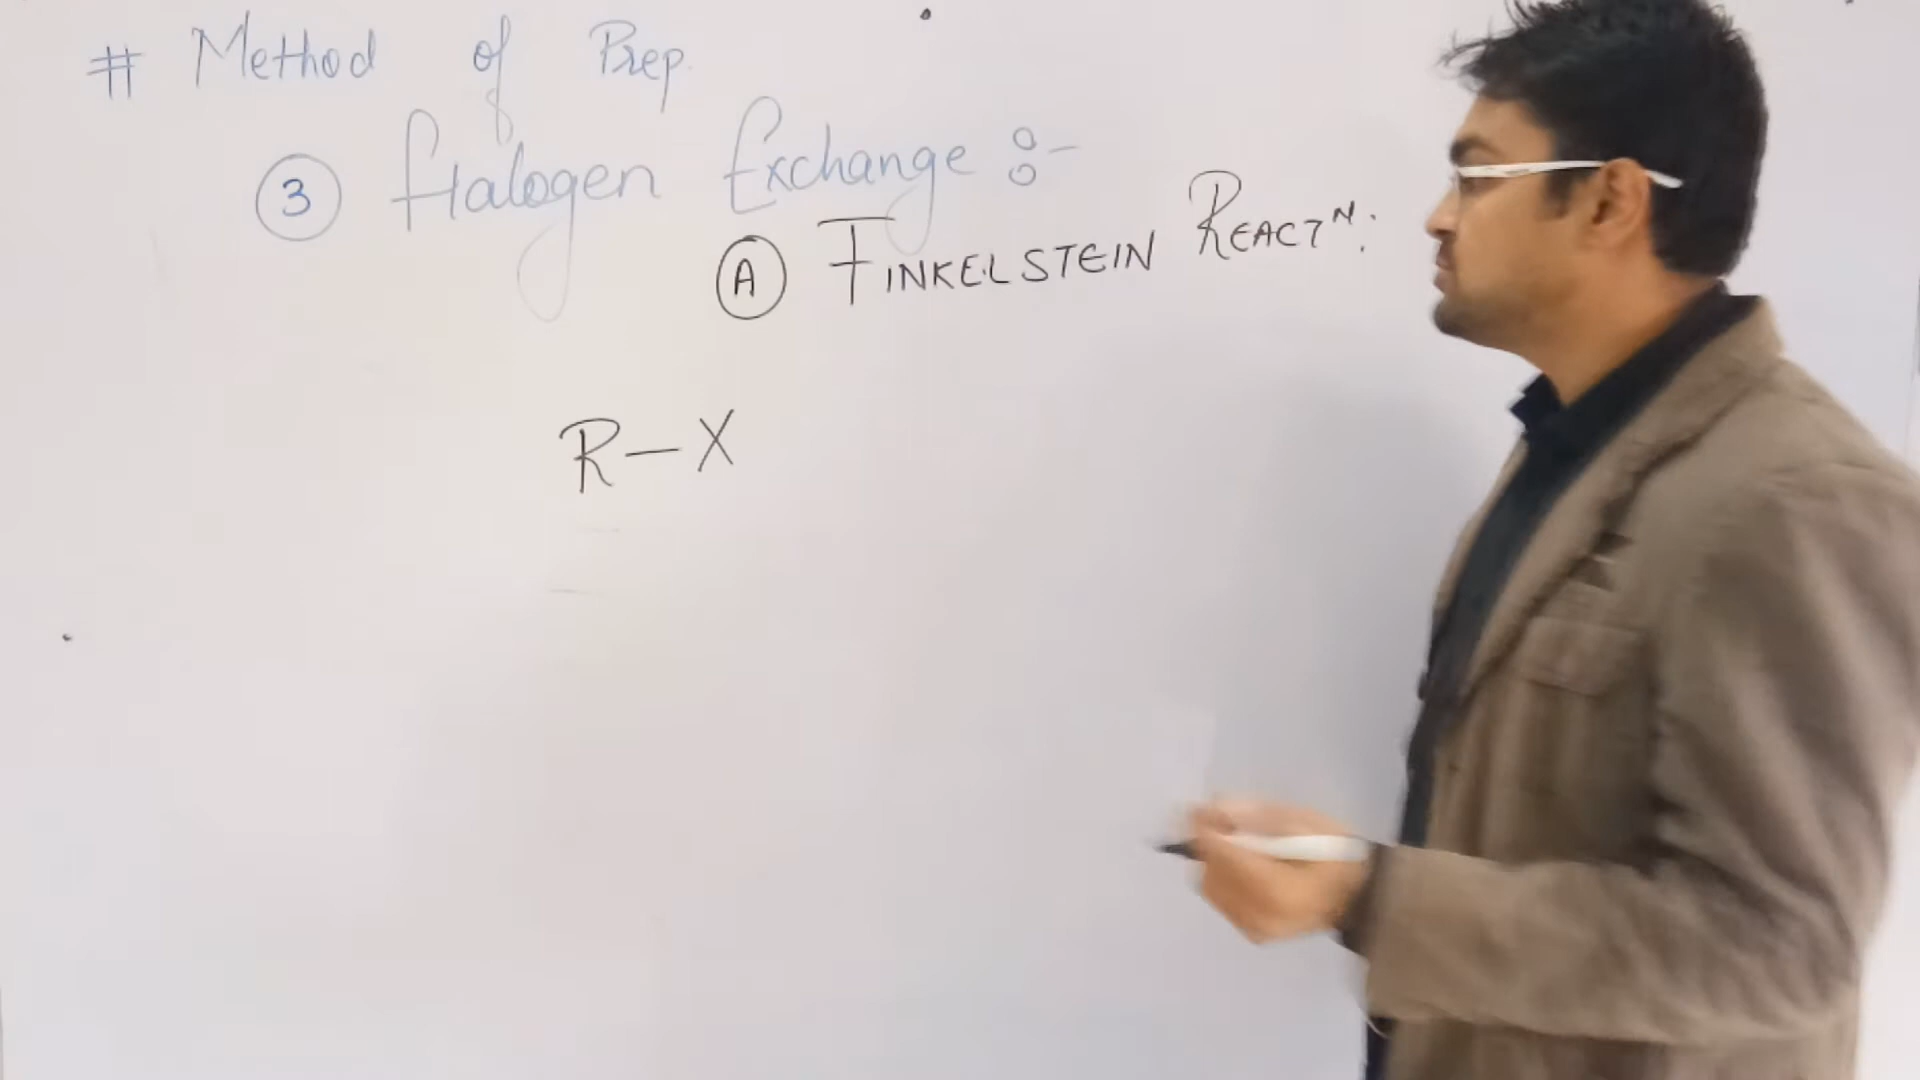 # Method of Prep.
③ Halogen Exchange :-
Ⓐ FINKELSTEIN REACTᴺ.
R-X